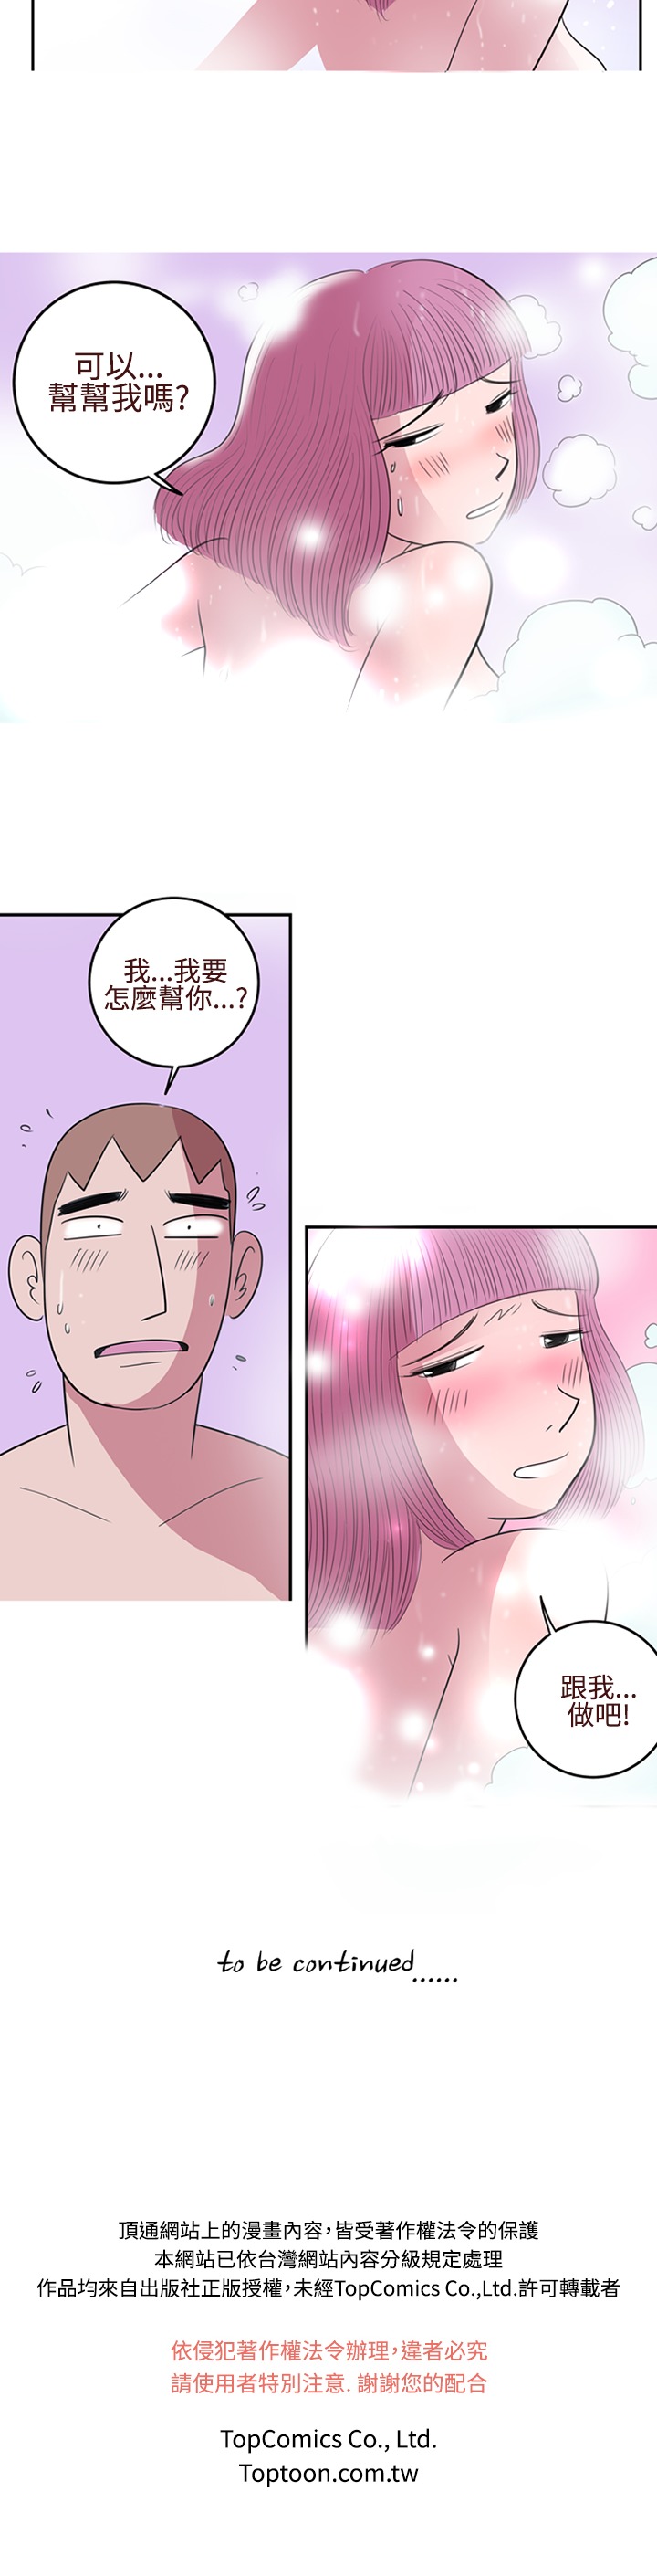 可以...
幫幫我嗎?
我...我要
怎麼幫你...?
跟我...
做吧!
to be continued......
頂通網站上的漫畫內容,皆受著作權法令的保護
本網站已依台灣網站內容分級規定處理
作品均來自出版社正版授權,未經TopComics Co.,Ltd.許可轉載者
依侵犯著作權法令辦理,違者必究
請使用者特別注意. 謝謝您的配合
TopComics Co., Ltd.
Toptoon.com.tw